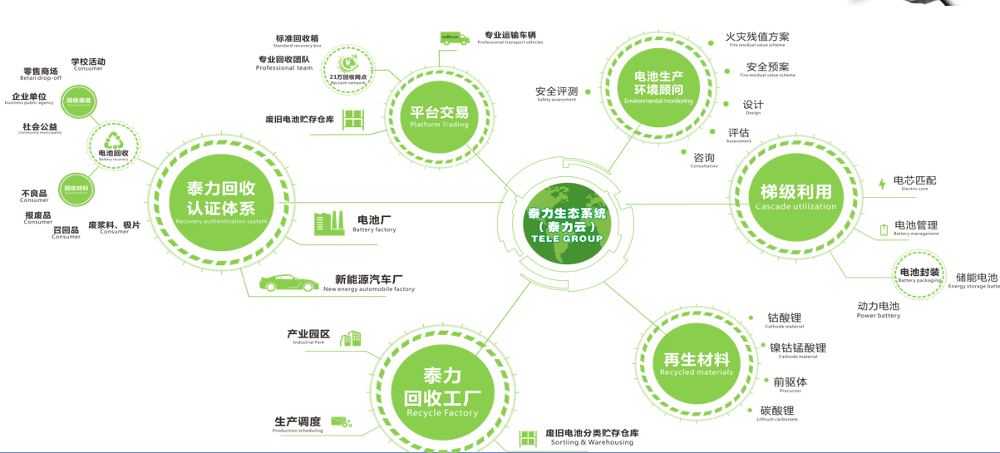 标准回收箱
Standard recovery box
专业回收团队
Professional team
21万回收网点
Reclaim network
专业运输车辆
Professional transport vehicles
废旧电池贮存仓库
平台交易
Platform Trading
零售商场
Betail drop-off
学校活动
Consumer
企业单位
business public agency
回收渠道
社会公益
Community municipality
电池回收
Battery recovery
不良品
Consumer
回收材料
报废品
Consumer
召回品
Consumer
废浆料、极片
Consumer
泰力回收
认证体系
Recovery authentication system
电池厂
Battery factory
新能源汽车厂
New energy automobile factory
泰力生态系统
（泰力云）
TELE GROUP
电池生产
环境顾问
Environmental monitoring
安全评测
Safety assessment
火灾残值方案
Fire residual value scheme
安全预案
Fire residual value scheme
设计
Design
评估
Assessment
咨询
Consultation
梯级利用
Cascade utilization
电芯匹配
Electric core
电池管理
Battery management
电池封装
Battery packaging
储能电池
Energy storage batte
动力电池
Power battery
再生材料
Recycled materials
钴酸锂
Cathode material
镍钴锰酸锂
Cathode material
前驱体
Precursor
碳酸锂
Lithium carbonate
泰力
回收工厂
Recycle Factory
产业园区
Industrial Park
生产调度
Production scheduling
废旧电池分类贮存仓库
Sortiing & Warehousing